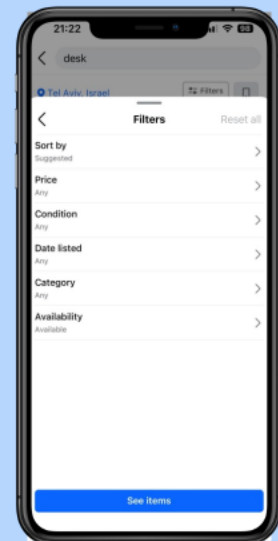 21:22
98
desk
Tel Aviv, Israel
Filters
Filters
Reset all
Sort by
Suggested
Price
Any
Condition
Any
Date listed
Any
Category
Any
Availability
Available
See items